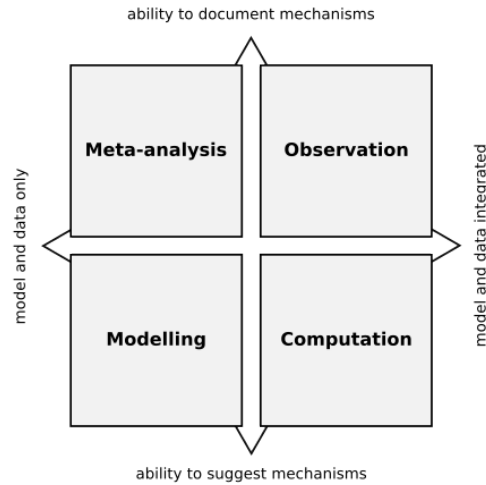 ability to document mechanisms
Meta-analysis
Observation
model and data only
model and data integrated
Modelling
Computation
ability to suggest mechanisms